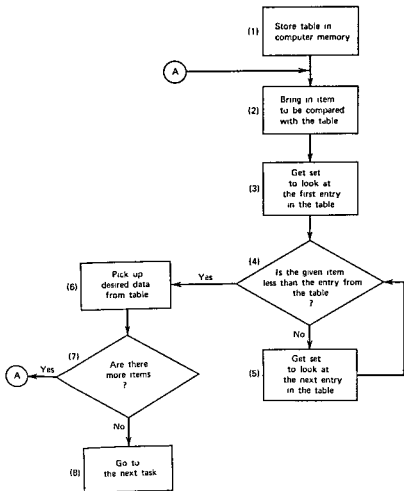 (1)
Store table in
computer memory
A
(2)
Bring in item
to be compared
with the table
(3)
Get set
to look at
the first entry
in the table
(4)
Is the given item
less than the entry from
the table
?
Yes
No
(5)
Get set
to look at
the next entry
in the table
(6)
Pick up
desired data
from table
(7)
Are there
more items
?
Yes
A
No
(8)
Go to
the next task